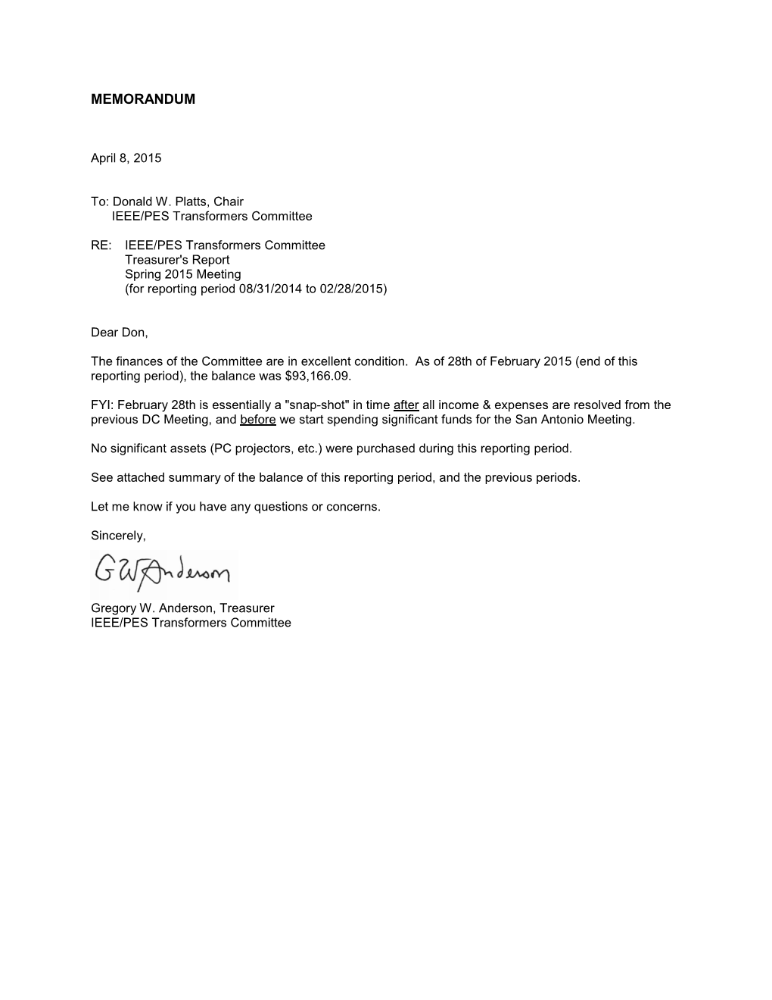 MEMORANDUM
April 8, 2015
To: Donald W. Platts, Chair
IEEE/PES Transformers Committee
RE: IEEE/PES Transformers Committee
Treasurer's Report
Spring 2015 Meeting
(for reporting period 08/31/2014 to 02/28/2015)
Dear Don,
The finances of the Committee are in excellent condition.  As of 28th of February 2015 (end of this
reporting period), the balance was $93,166.09.
FYI: February 28th is essentially a "snap-shot" in time after all income & expenses are resolved from the
previous DC Meeting, and before we start spending significant funds for the San Antonio Meeting.
No significant assets (PC projectors, etc.) were purchased during this reporting period.
See attached summary of the balance of this reporting period, and the previous periods.
Let me know if you have any questions or concerns.
Sincerely,
GWAnderson
Gregory W. Anderson, Treasurer
IEEE/PES Transformers Committee